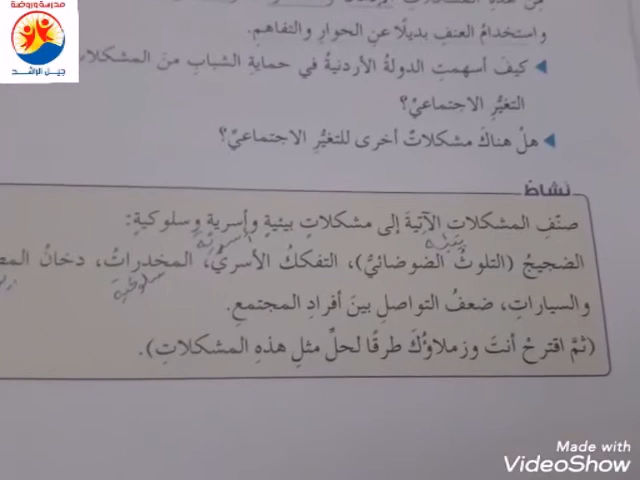 مدرسة وروضة
جيل الراشد
واستخدامُ العنفِ بديلًا عنِ الحوارِ والتفاهمِ.
◀ كيفَ أسهمتِ الدولةُ الأردنيةُ في حمايةِ الشبابِ منَ المشكلات
التغيُّرِ الاجتماعيِّ؟
◀ هلْ هناكَ مشكلاتٌ أخرى للتغيُّرِ الاجتماعيِّ؟
نشاط
صنّفِ المشكلاتِ الآتيةَ إلى مشكلاتٍ بيئيةٍ وأسريةٍ وسلوكيةٍ:
بيئية أسرية
الضجيجُ (التلوثُ الضوضائيُّ)، التفككُ الأسريُّ، المخدراتُ، دخانُ
سلوكية
والسياراتِ، ضعفُ التواصلِ بينَ أفرادِ المجتمعِ.
(ثمَّ اقترحْ أنتَ وزملاؤُكَ طرقًا لحلِّ مثلِ هذهِ المشكلاتِ).
Made with
VideoShow